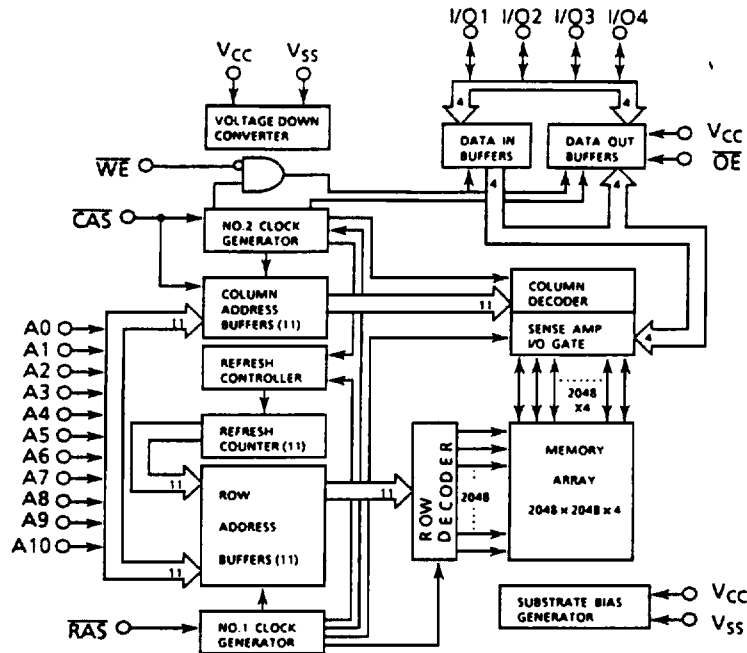 I/O1 I/O2 I/O3 I/O4
VCC VSS
VOLTAGE DOWN
CONVERTER
4 4
DATA IN
BUFFERS
DATA OUT
BUFFERS
VCC
OE
WE
4 4
CAS
NO.2 CLOCK
GENERATOR
COLUMN
ADDRESS
BUFFERS (11)
11
11
COLUMN
DECODER
SENSE AMP
I/O GATE
4
A0
A1
A2
A3
A4
A5
A6
A7
A8
A9
A10
REFRESH
CONTROLLER
REFRESH
COUNTER (11)
11
ROW
ADDRESS
BUFFERS (11)
11
11
ROW
DECODER
2048
2048
X4
MEMORY
ARRAY
2048 x 2048 x 4
RAS
NO.1 CLOCK
GENERATOR
SUBSTRATE BIAS
GENERATOR
VCC
VSS